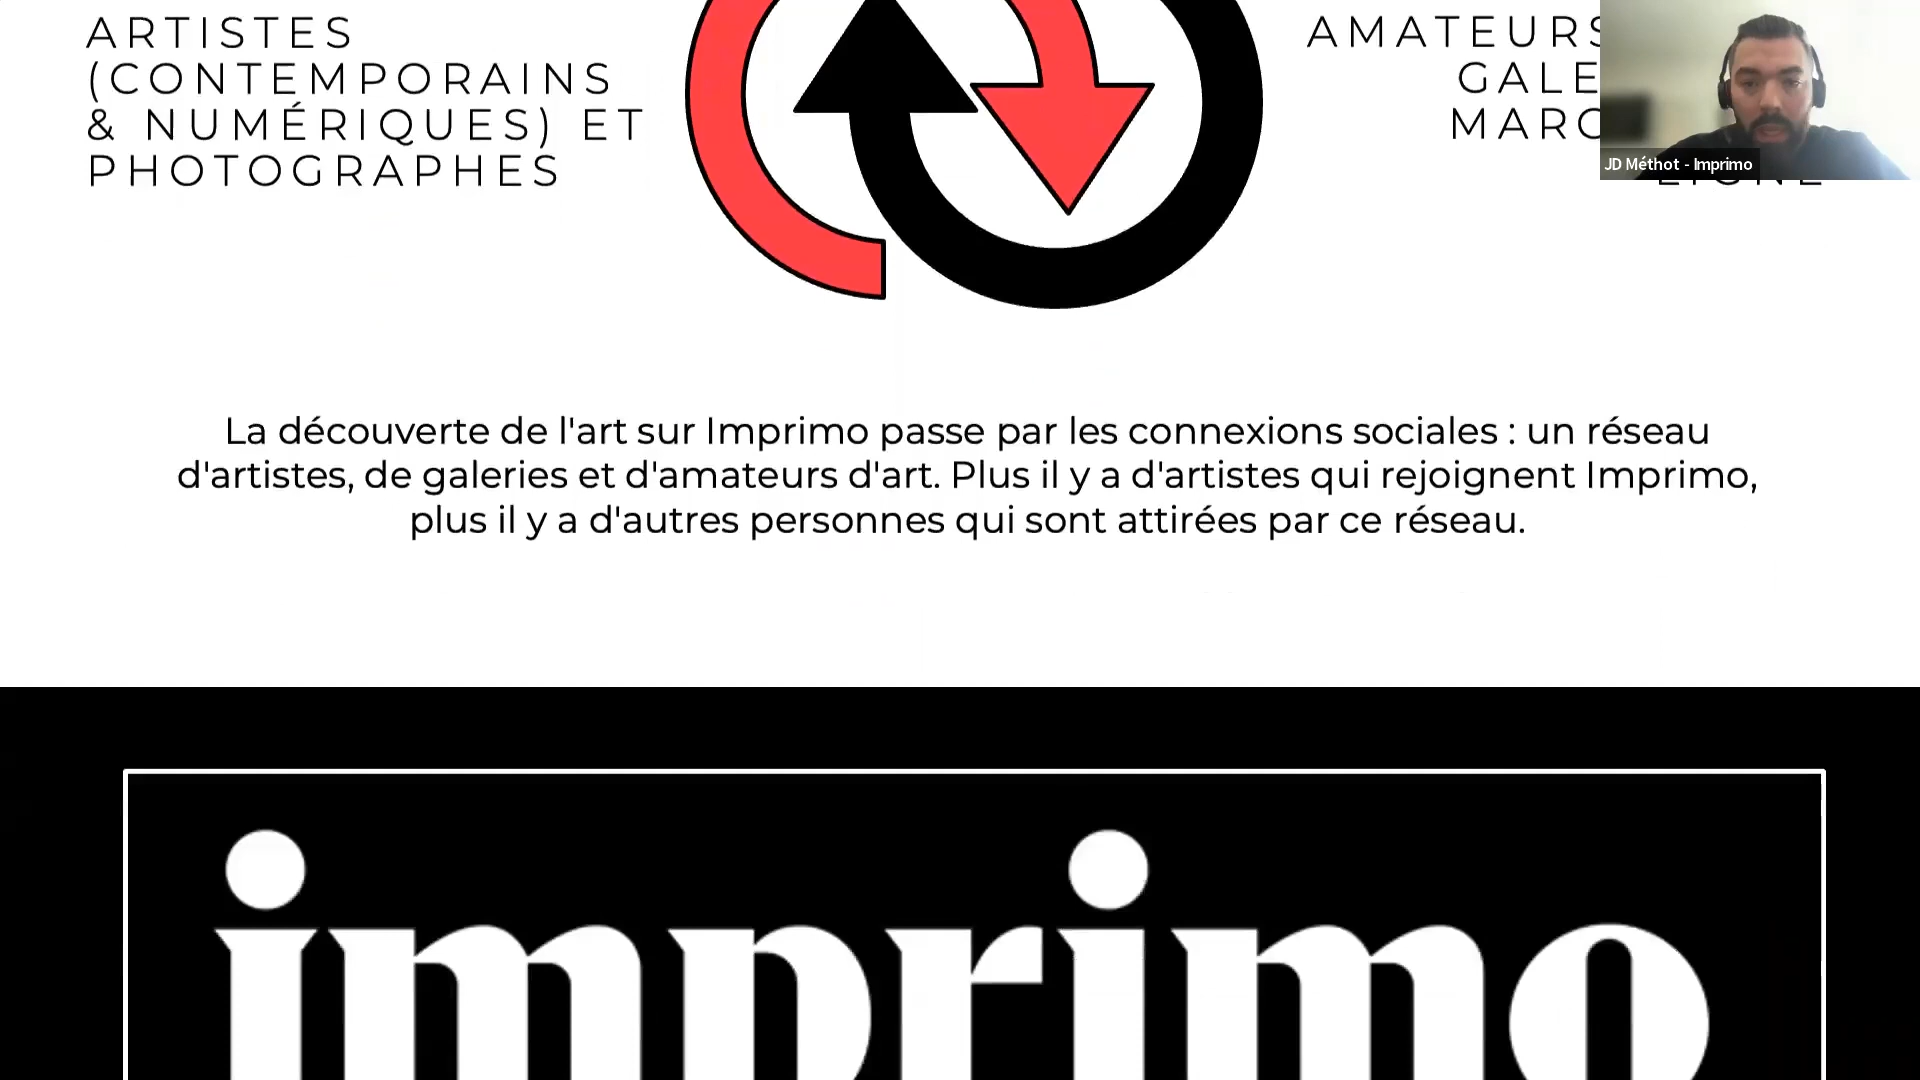 ARTISTES
(CONTEMPORAINS
& NUMÉRIQUES) ET
PHOTOGRAPHES
AMATEURS
JD Méthot - Imprimo
La découverte de l'art sur Imprimo passe par les connexions sociales : un réseau
d'artistes, de galeries et d'amateurs d'art. Plus il y a d'artistes qui rejoignent Imprimo,
plus il y a d'autres personnes qui sont attirées par ce réseau.
imprimo